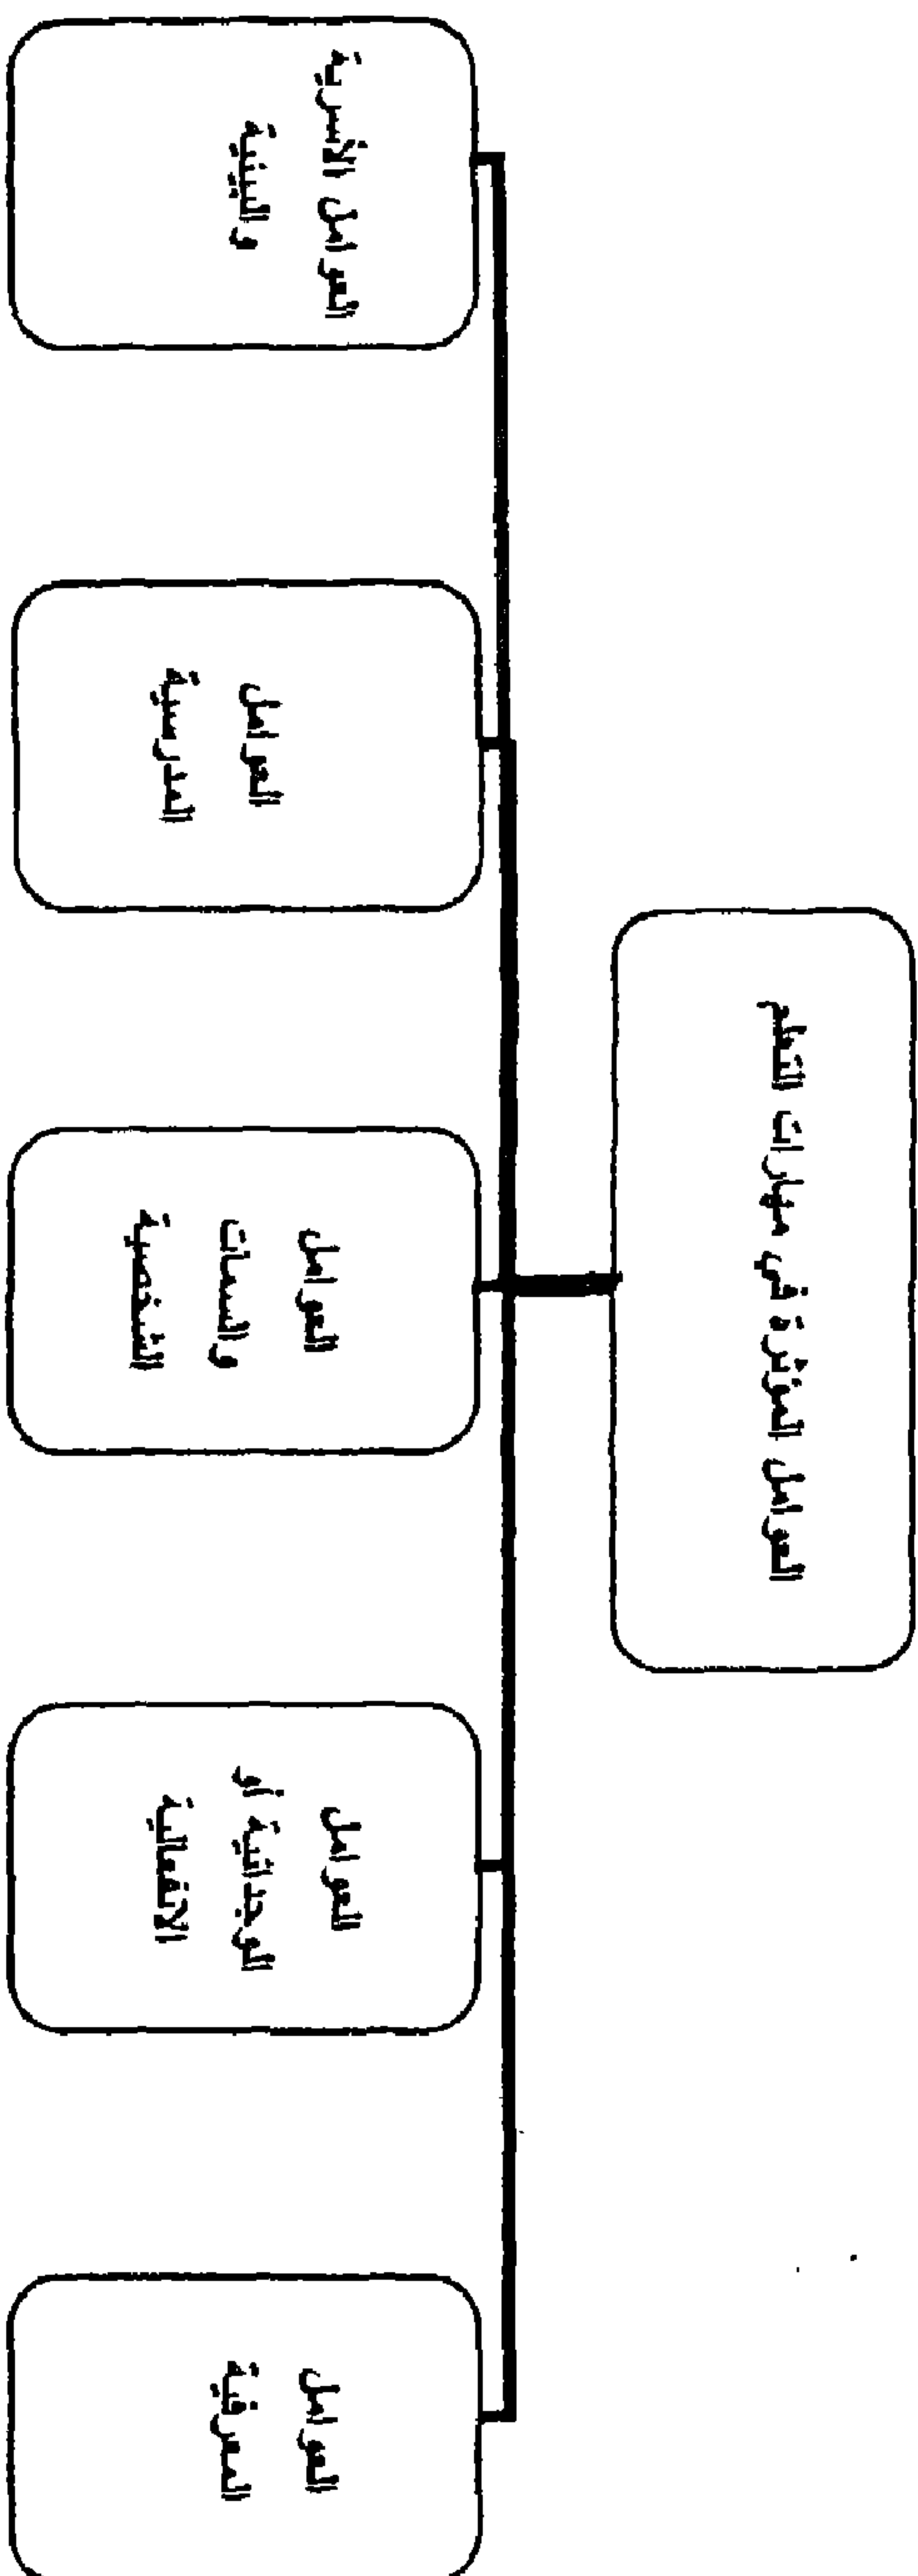 العوامل المؤثرة في مهارات التعلم
العوامل
المعرفية
العوامل
الوجدانية أو
الانفعالية
العوامل
والسمات
الشخصية
العوامل
المدرسية
العوامل الأسرية
والبيئية